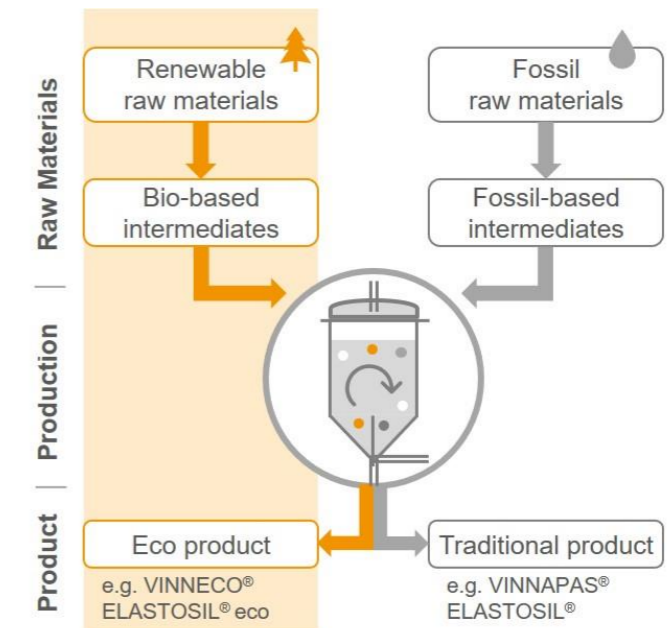 Raw Materials
Renewable
raw materials
Fossil
raw materials
Bio-based
intermediates
Fossil-based
intermediates
Production
Product
Eco product
Traditional product
e.g. VINNECO®
ELASTOSIL® eco
e.g. VINNAPAS®
ELASTOSIL®